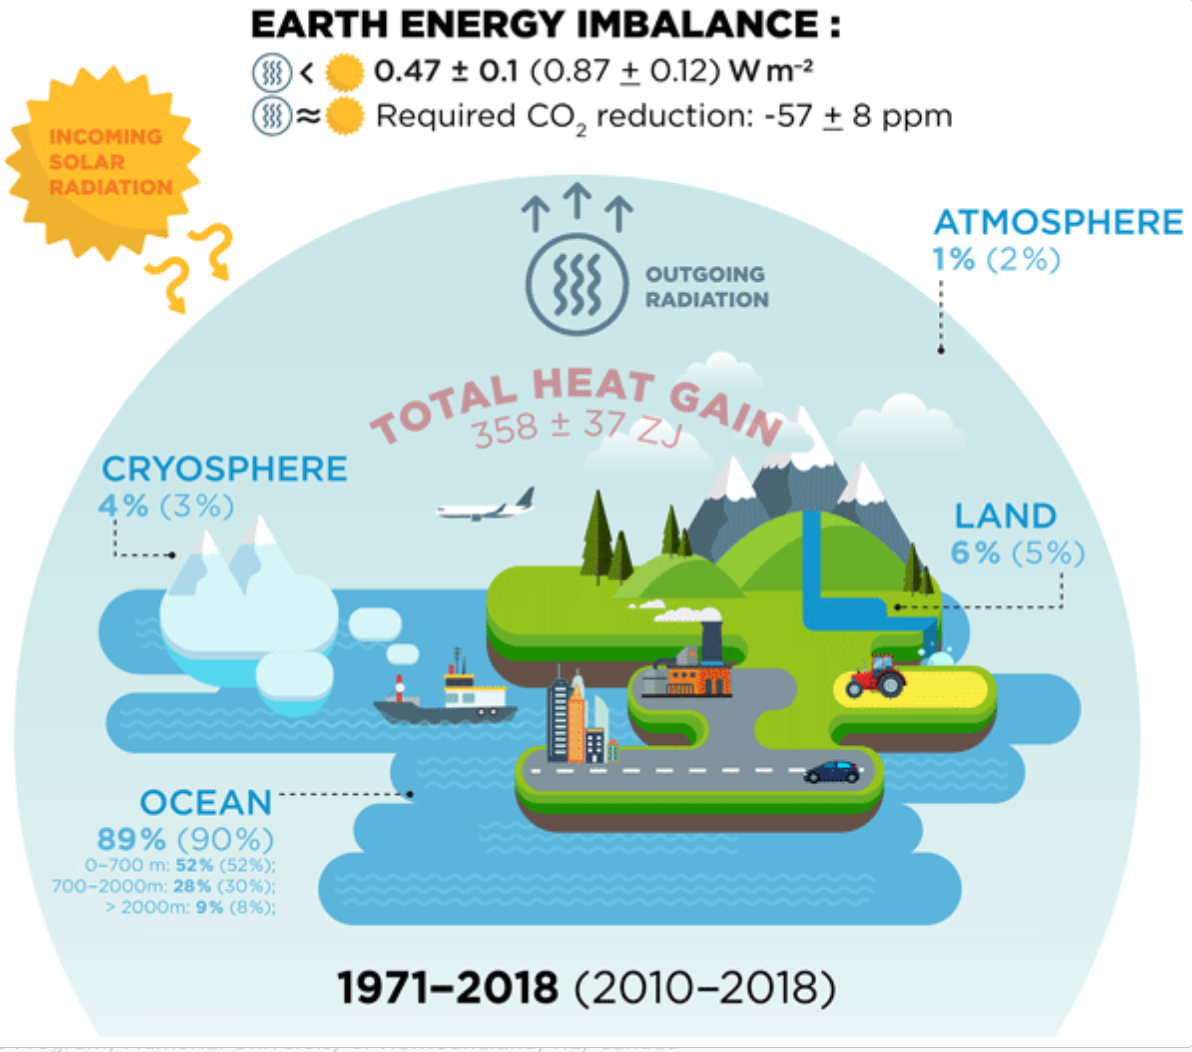 EARTH ENERGY IMBALANCE :
< 0.47 ± 0.1 (0.87 ± 0.12) W m⁻²
≈ Required CO₂ reduction: -57 ± 8 ppm
INCOMING
SOLAR
RADIATION
ATMOSPHERE
1% (2%)
OUTGOING
RADIATION
TOTAL HEAT GAIN
358 ± 37 ZJ
CRYOSPHERE
4% (3%)
LAND
6% (5%)
OCEAN
89% (90%)
0–700 m: 52% (52%);
700–2000m: 28% (30%);
> 2000m: 9% (8%);
1971–2018 (2010–2018)